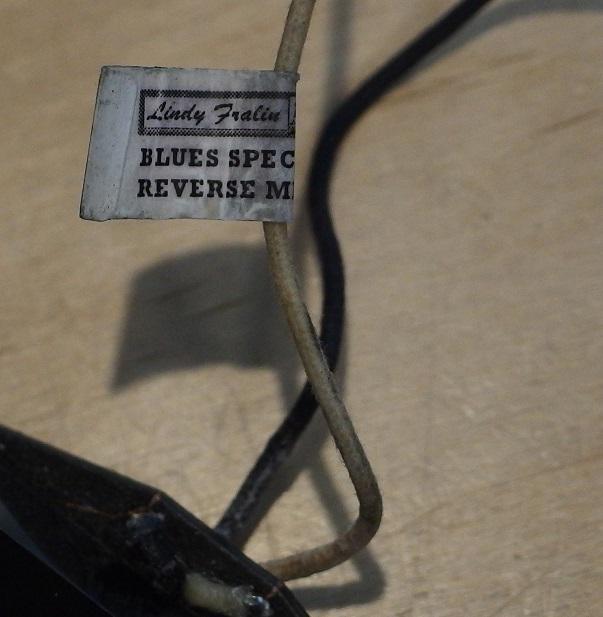 Lindy Fralin
BLUES SPEC
REVERSE M